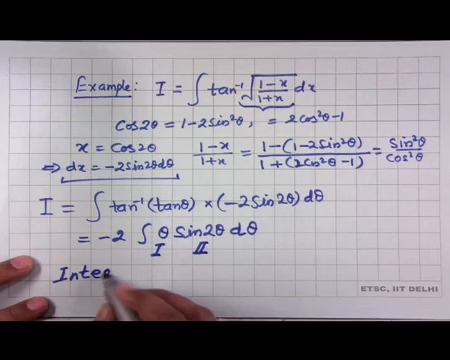 Example: I = ∫ tan⁻¹ √(1-x)/(1+x) dx
Cos2θ = 1-2Sin²θ, = 2Cos²θ-1
x = Cos2θ
⇒ dx = -2Sin2θdθ
(1-x)/(1+x) = (1-(1-2Sin²θ))/(1+(2Cos²θ-1)) = Sin²θ/Cos²θ
I = ∫ tan⁻¹(tanθ) × (-2Sin2θ) dθ
= -2 ∫ θ Sin2θ dθ
I II
Inte
ETSC, IIT DELHI